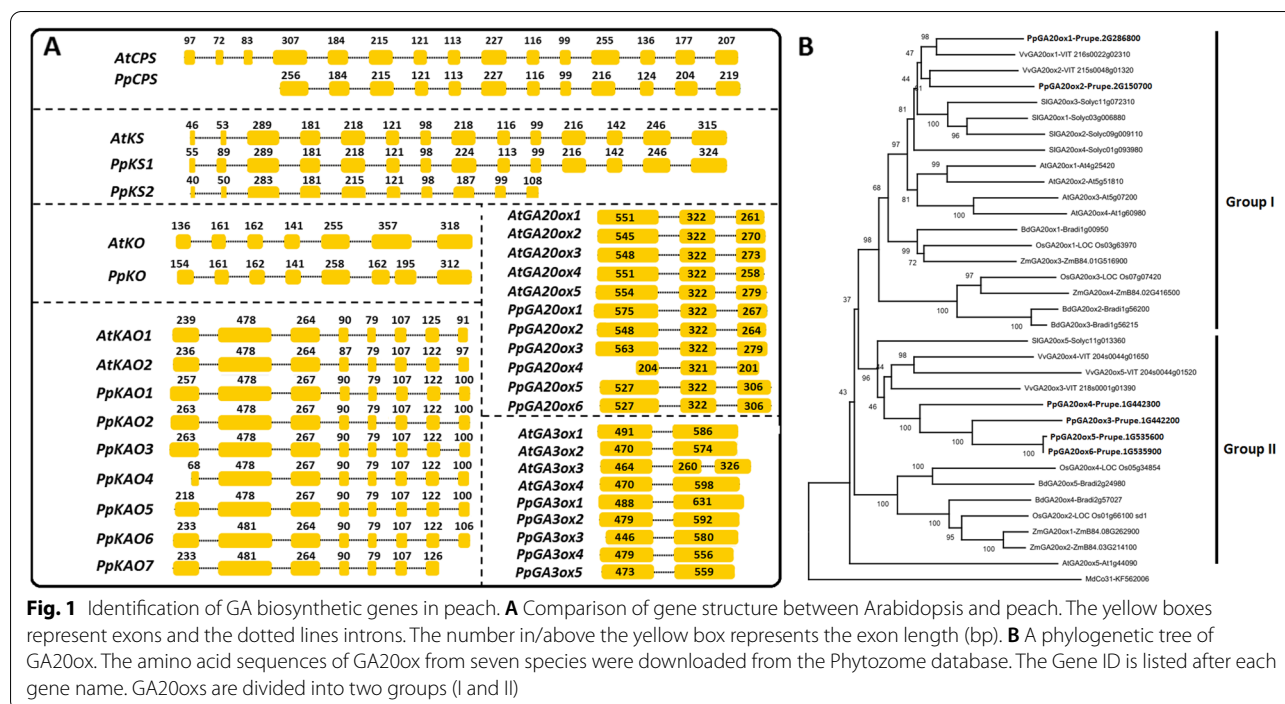 A
97 72 83 307 184 215 121 113 227 116 99 255 136 177 207
AtCPS
256 184 215 121 113 227 116 99 216 124 204 219
PpCPS
46 53 289 181 218 121 98 218 116 99 216 142 246 315
AtKS
55 89 289 181 218 121 98 224 113 99 216 142 246 324
PpKS1
40 50 283 181 215 121 98 187 99 108
PpKS2
136 161 162 141 255 357 318
AtKO
154 161 162 141 258 162 195 312
PpKO
239 478 264 90 79 107 125 91
AtKAO1
236 478 264 87 79 107 122 97
AtKAO2
257 478 267 90 79 107 122 100
PpKAO1
263 478 267 90 79 107 122 100
PpKAO2
263 478 267 90 79 107 122 100
PpKAO3
68 478 267 90 79 107 122 100
PpKAO4
218 478 267 90 79 107 122 100
PpKAO5
233 481 264 90 79 107 122 106
PpKAO6
233 481 264 90 79 107 126
PpKAO7
AtGA20ox1 551 322 261
AtGA20ox2 545 322 270
AtGA20ox3 548 322 273
AtGA20ox4 551 322 258
AtGA20ox5 554 322 279
PpGA20ox1 575 322 267
PpGA20ox2 548 322 264
PpGA20ox3 563 322 279
PpGA20ox4 204 321 201
PpGA20ox5 527 322 306
PpGA20ox6 527 322 306
AtGA3ox1 491 586
AtGA3ox2 470 574
AtGA3ox3 464 260 326
AtGA3ox4 470 598
PpGA3ox1 488 631
PpGA3ox2 479 592
PpGA3ox3 446 580
PpGA3ox4 479 556
PpGA3ox5 473 559
B
98 PpGA20ox1-Prupe.2G286800
47 VvGA20ox1-VIT 216s0022g02310
44 VvGA20ox2-VIT 215s0048g01320
PpGA20ox2-Prupe.2G150700
81 SlGA20ox3-Solyc11g072310
100 SlGA20ox1-Solyc03g006880
96 SlGA20ox2-Solyc09g009110
97 SlGA20ox4-Solyc01g093980
99 AtGA20ox1-At4g25420
AtGA20ox2-At5g51810
68 81 AtGA20ox3-At5g07200
100 AtGA20ox4-At1g60980
Group I
98 BdGA20ox1-Bradi1g00950
99 OsGA20ox1-LOC Os03g63970
72 ZmGA20ox3-ZmB84.01G516900
97 OsGA20ox3-LOC Os07g07420
37 ZmGA20ox4-ZmB84.02G416500
100 BdGA20ox2-Bradi1g56200
100 BdGA20ox3-Bradi1g56215
SlGA20ox5-Solyc11g013360
98 VvGA20ox4-VIT 204s0044g01650
96 VvGA20ox5-VIT 204s0044g01520
43 VvGA20ox3-VIT 218s0001g01390
46 PpGA20ox4-Prupe.1G442300
100 PpGA20ox3-Prupe.1G442200
100 PpGA20ox5-Prupe.1G535600
100 PpGA20ox6-Prupe.1G535900
Group II
100 OsGA20ox4-LOC Os05g34854
BdGA20ox5-Bradi2g24980
100 BdGA20ox4-Bradi2g57027
100 OsGA20ox2-LOC Os01g66100 sd1
95 ZmGA20ox1-ZmB84.08G262900
100 ZmGA20ox2-ZmB84.03G214100
AtGA20ox5-At1g44090
MdCo31-KF562006
Fig. 1 Identification of GA biosynthetic genes in peach. A Comparison of gene structure between Arabidopsis and peach. The yellow boxes
represent exons and the dotted lines introns. The number in/above the yellow box represents the exon length (bp). B A phylogenetic tree of
GA20ox. The amino acid sequences of GA20ox from seven species were downloaded from the Phytozome database. The Gene ID is listed after each
gene name. GA20oxs are divided into two groups (I and II)